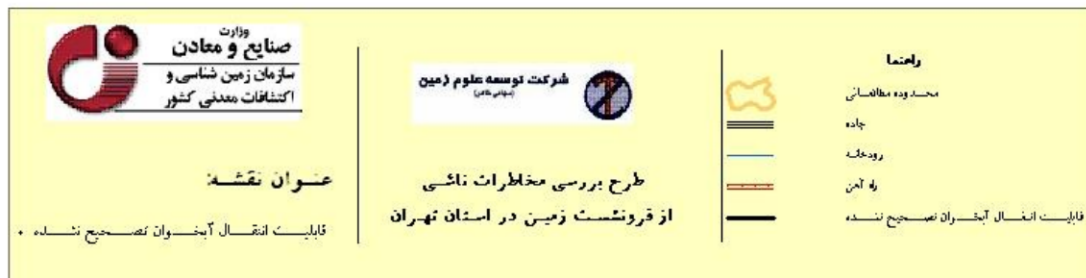 راهنما
محدوده مطالعاتی
جاده
رودخانه
راه آهن
قابلیت انتقال آبخوان تصحیح نشده
شرکت توسعه علوم زمین
(سهامی خاص)
طرح بررسی مخاطرات ناشی
از فرونشست زمین در استان تهران
وزارت
صنایع و معادن
سازمان زمین شناسی و
اکتشافات معدنی کشور
عنوان نقشه:
قابلیت انتقال آبخوان تصحیح نشده